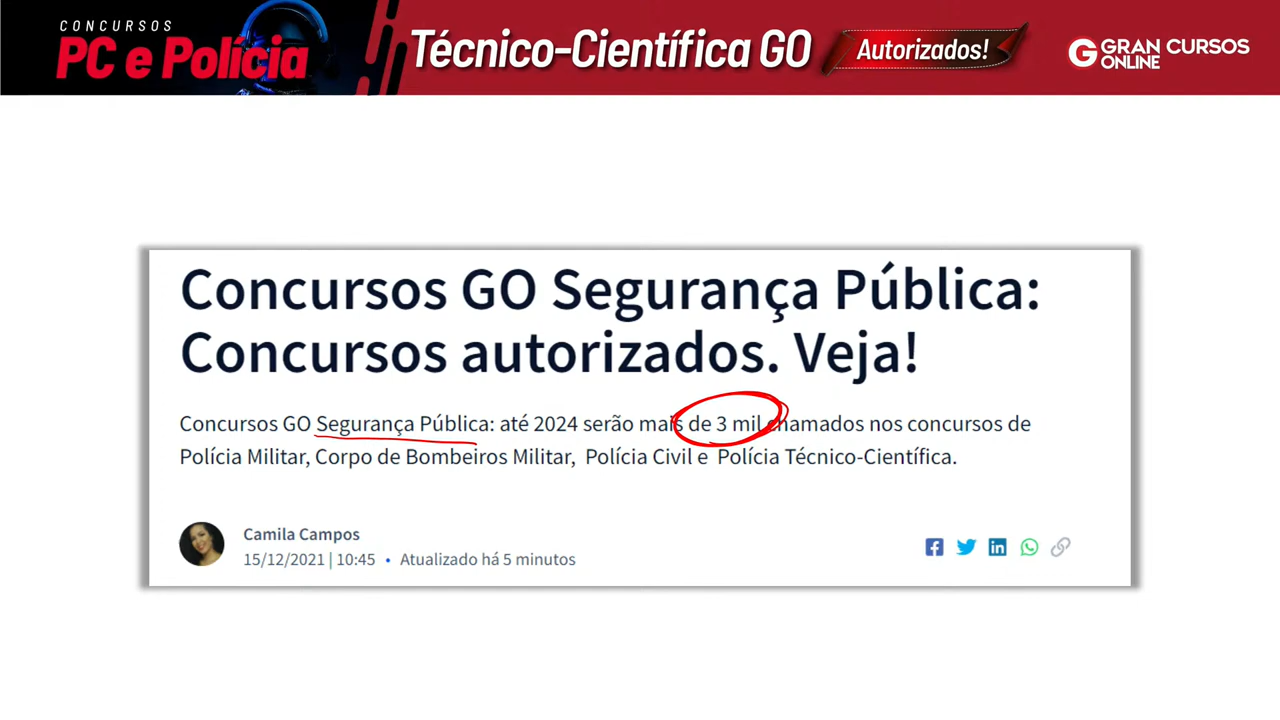 CONCURSOS
PC e Polícia
Técnico-Científica GO
Autorizados!
GRAN CURSOS
ONLINE
Concursos GO Segurança Pública:
Concursos autorizados. Veja!
Concursos GO Segurança Pública: até 2024 serão mais de 3 mil chamados nos concursos de
Polícia Militar, Corpo de Bombeiros Militar, Polícia Civil e Polícia Técnico-Científica.
Camila Campos
15/12/2021 | 10:45 • Atualizado há 5 minutos